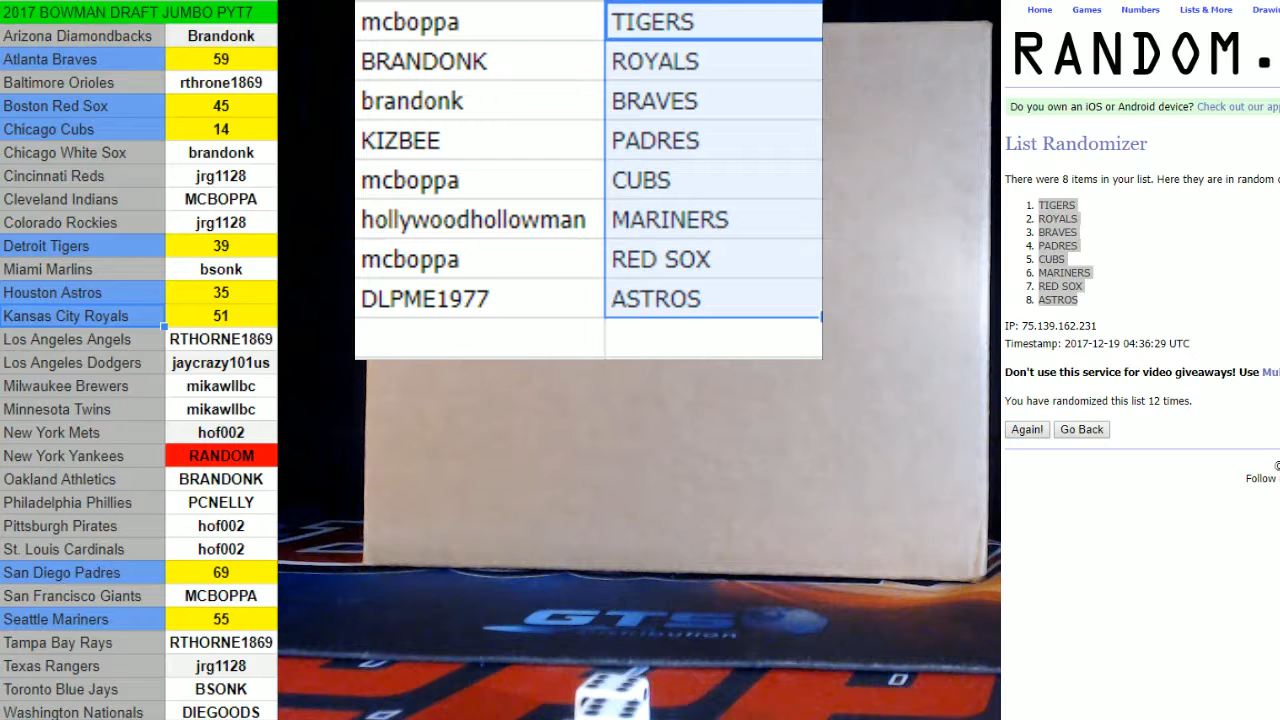 2017 BOWMAN DRAFT JUMBO PYT7
Arizona Diamondbacks Brandonk
Atlanta Braves 59
Baltimore Orioles rthrone1869
Boston Red Sox 45
Chicago Cubs 14
Chicago White Sox brandonk
Cincinnati Reds jrg1128
Cleveland Indians MCBOPPA
Colorado Rockies jrg1128
Detroit Tigers 39
Miami Marlins bsonk
Houston Astros 35
Kansas City Royals 51
Los Angeles Angels RTHORNE1869
Los Angeles Dodgers jaycrazy101us
Milwaukee Brewers mikawllbc
Minnesota Twins mikawllbc
New York Mets hof002
New York Yankees RANDOM
Oakland Athletics BRANDONK
Philadelphia Phillies PCNELLY
Pittsburgh Pirates hof002
St. Louis Cardinals hof002
San Diego Padres 69
San Francisco Giants MCBOPPA
Seattle Mariners 55
Tampa Bay Rays RTHORNE1869
Texas Rangers jrg1128
Toronto Blue Jays BSONK
Washington Nationals DIEGOODS
mcboppa TIGERS
BRANDONK ROYALS
brandonk BRAVES
KIZBEE PADRES
mcboppa CUBS
hollywoodhollowman MARINERS
mcboppa RED SOX
DLPME1977 ASTROS
GTS
DISTRIBUTION
Home Games Numbers Lists & More Drawin
RANDOM.
Do you own an iOS or Android device? Check out our app
List Randomizer
There were 8 items in your list. Here they are in random o
1. TIGERS
2. ROYALS
3. BRAVES
4. PADRES
5. CUBS
6. MARINERS
7. RED SOX
8. ASTROS
IP: 75.139.162.231
Timestamp: 2017-12-19 04:36:29 UTC
Don't use this service for video giveaways! Use Mul
You have randomized this list 12 times.
Again! Go Back
©
Follow